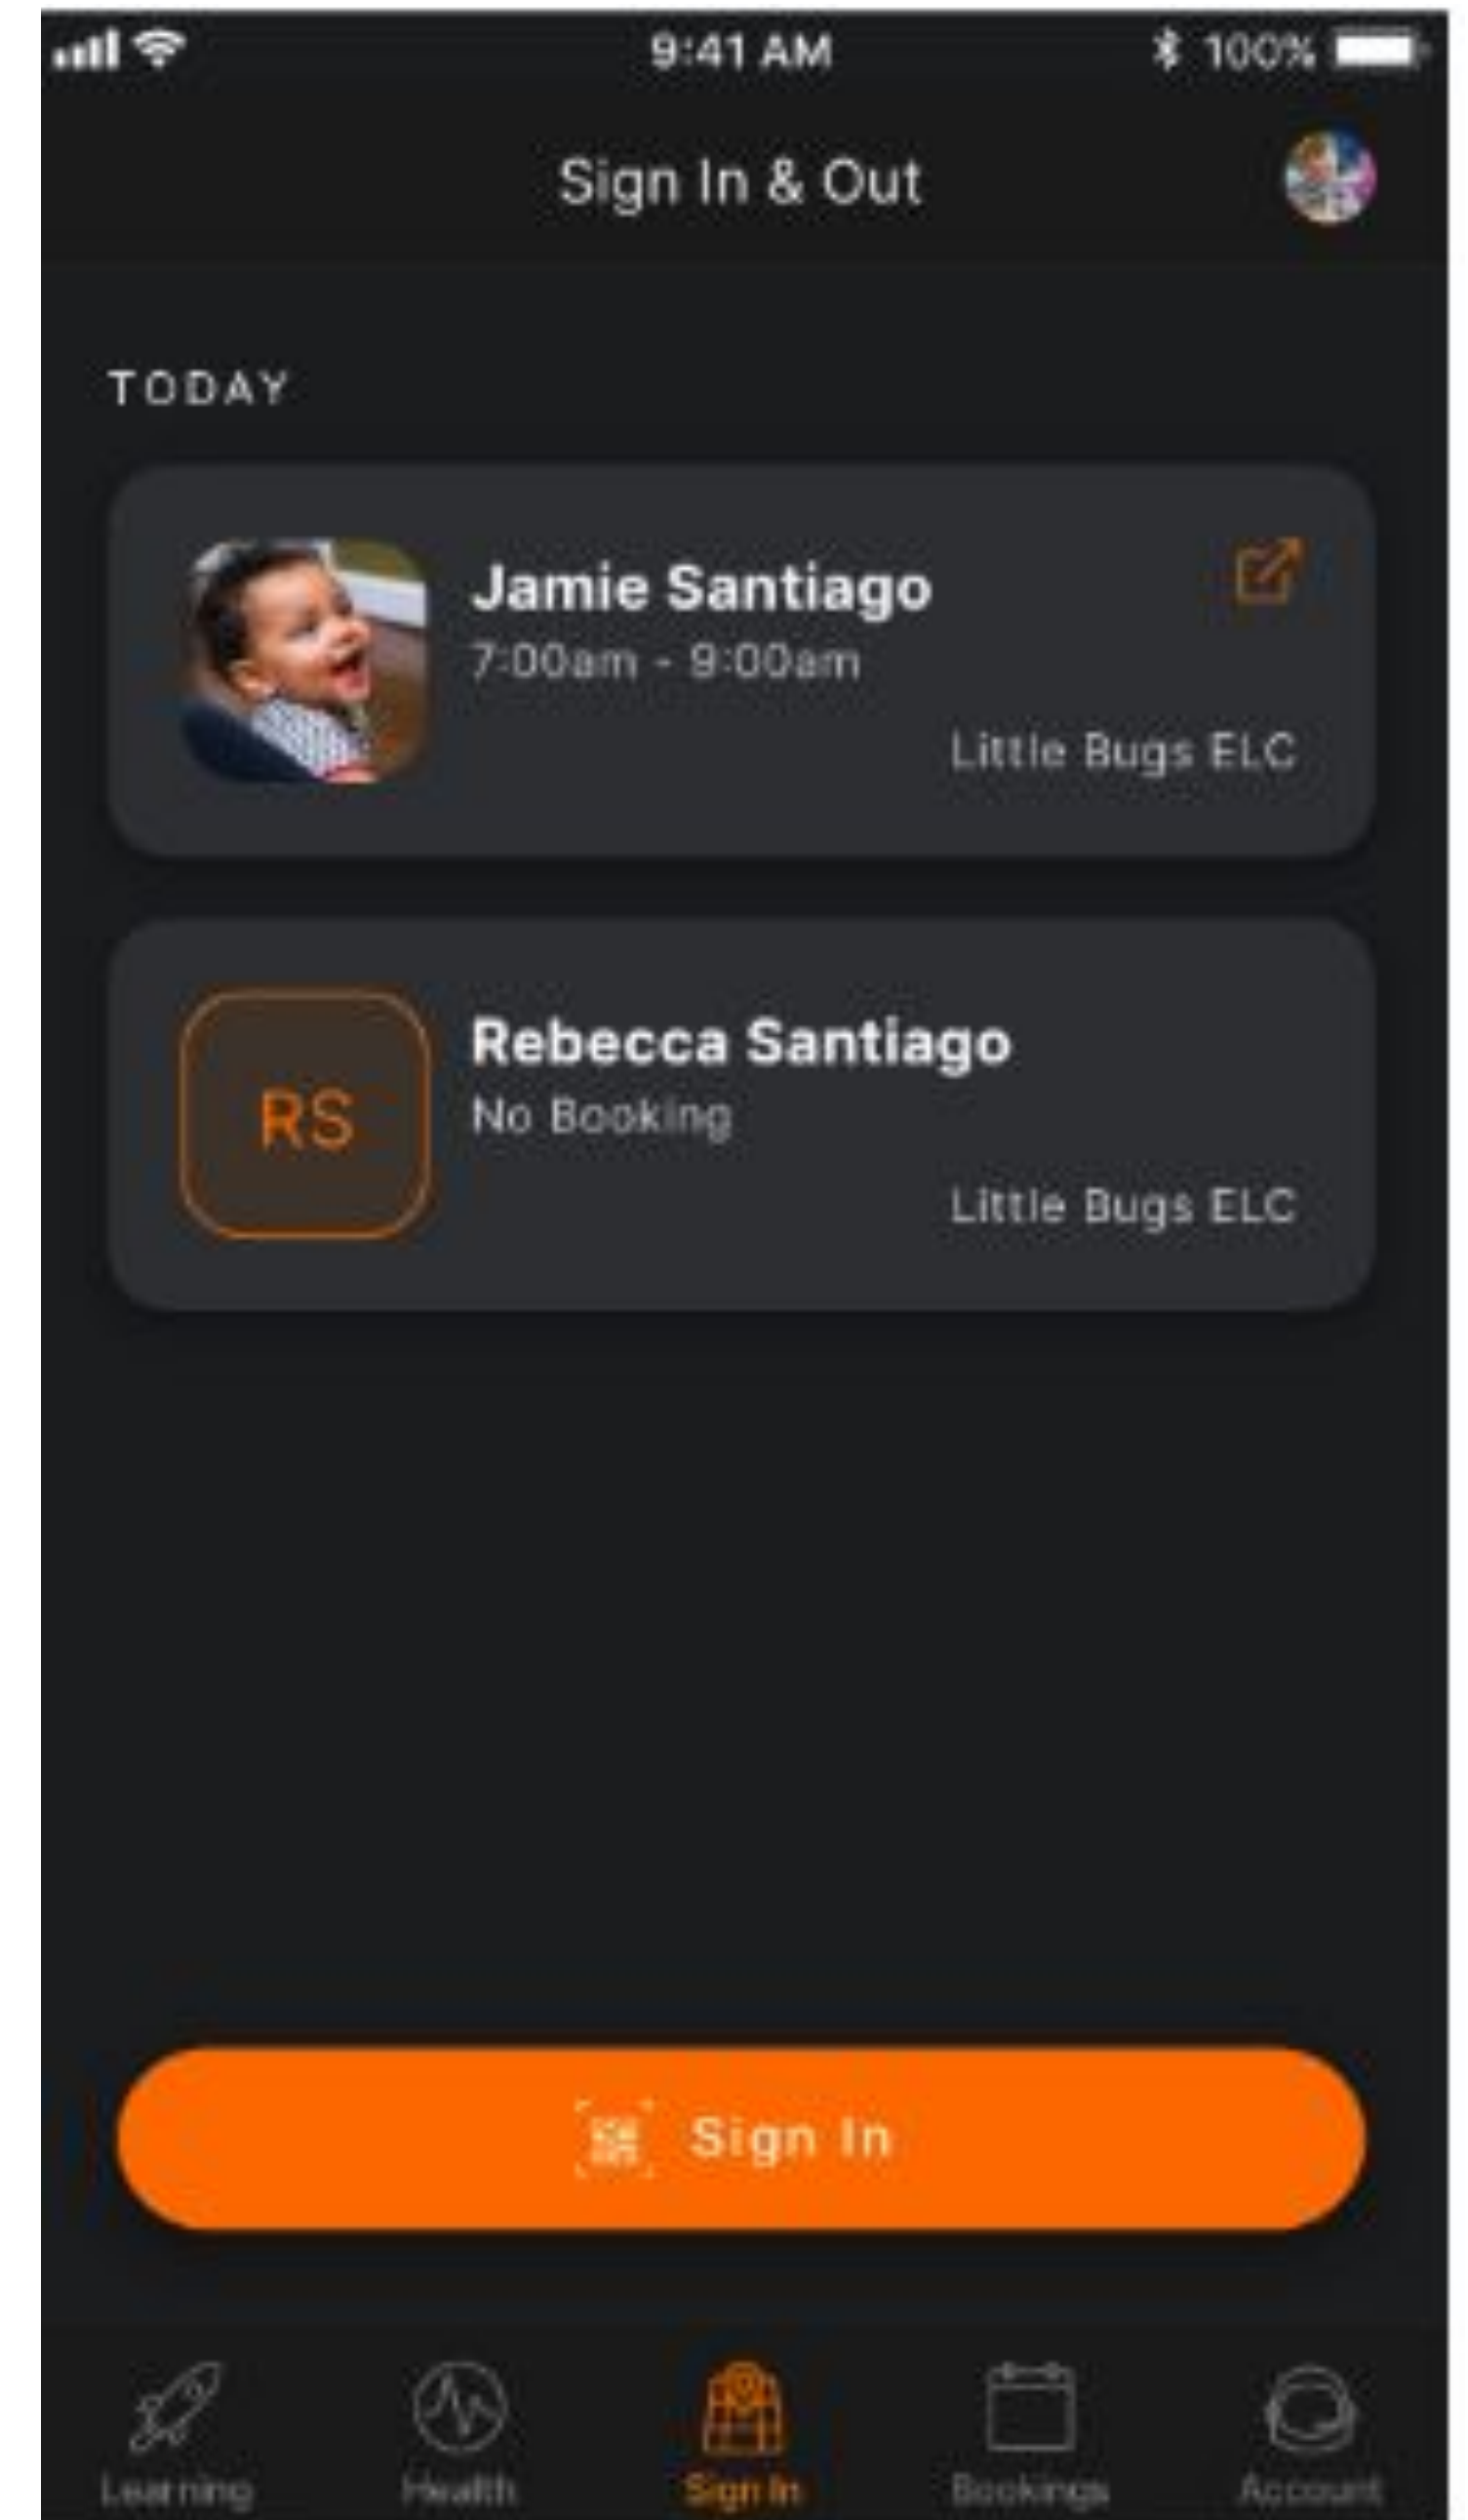 9:41 AM
100%
Sign In & Out
TODAY
Jamie Santiago
7:00am - 9:00am
Little Bugs ELC
RS
Rebecca Santiago
No Booking
Little Bugs ELC
Sign In
Learning
Health
Sign In
Bookings
Account